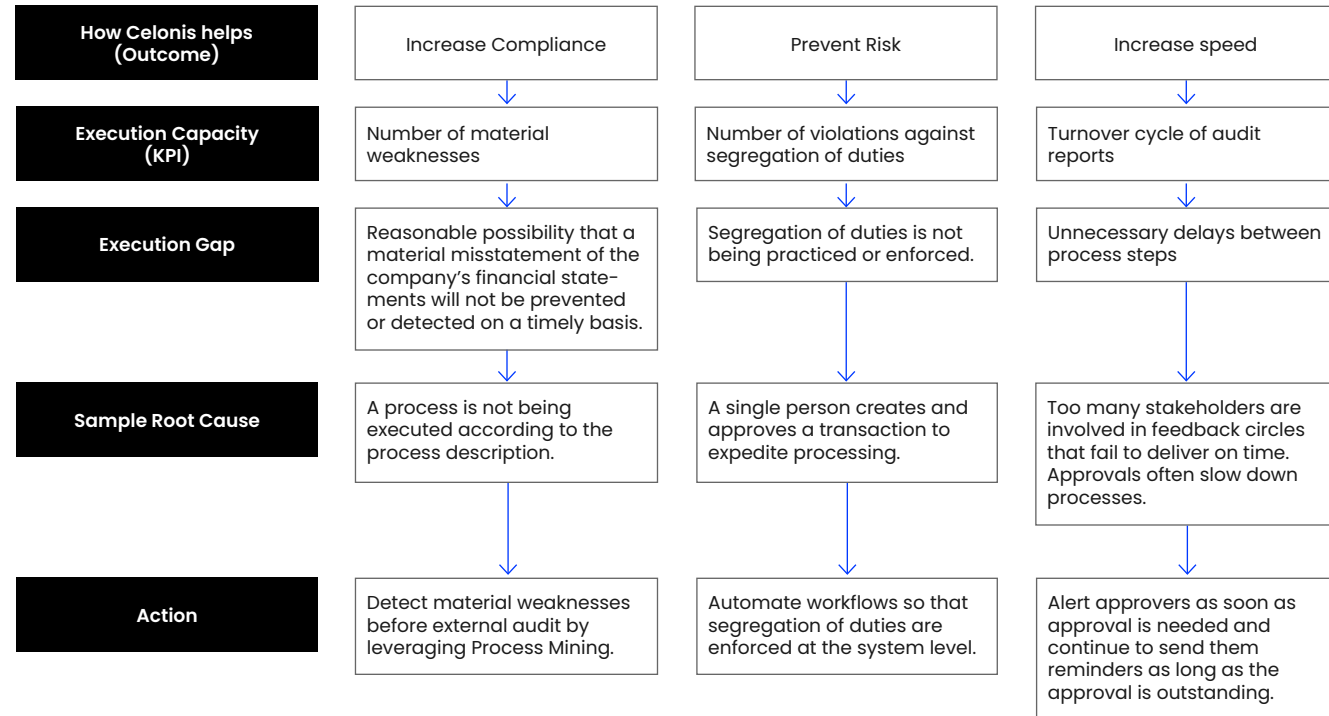 How Celonis helps
(Outcome)
Increase Compliance
Prevent Risk
Increase speed
Execution Capacity
(KPI)
Number of material
weaknesses
Number of violations against
segregation of duties
Turnover cycle of audit
reports
Execution Gap
Reasonable possibility that a
material misstatement of the
company’s financial state-
ments will not be prevented
or detected on a timely basis.
Segregation of duties is not
being practiced or enforced.
Unnecessary delays between
process steps
Sample Root Cause
A process is not being
executed according to the
process description.
A single person creates and
approves a transaction to
expedite processing.
Too many stakeholders are
involved in feedback circles
that fail to deliver on time.
Approvals often slow down
processes.
Action
Detect material weaknesses
before external audit by
leveraging Process Mining.
Automate workflows so that
segregation of duties are
enforced at the system level.
Alert approvers as soon as
approval is needed and
continue to send them
reminders as long as the
approval is outstanding.